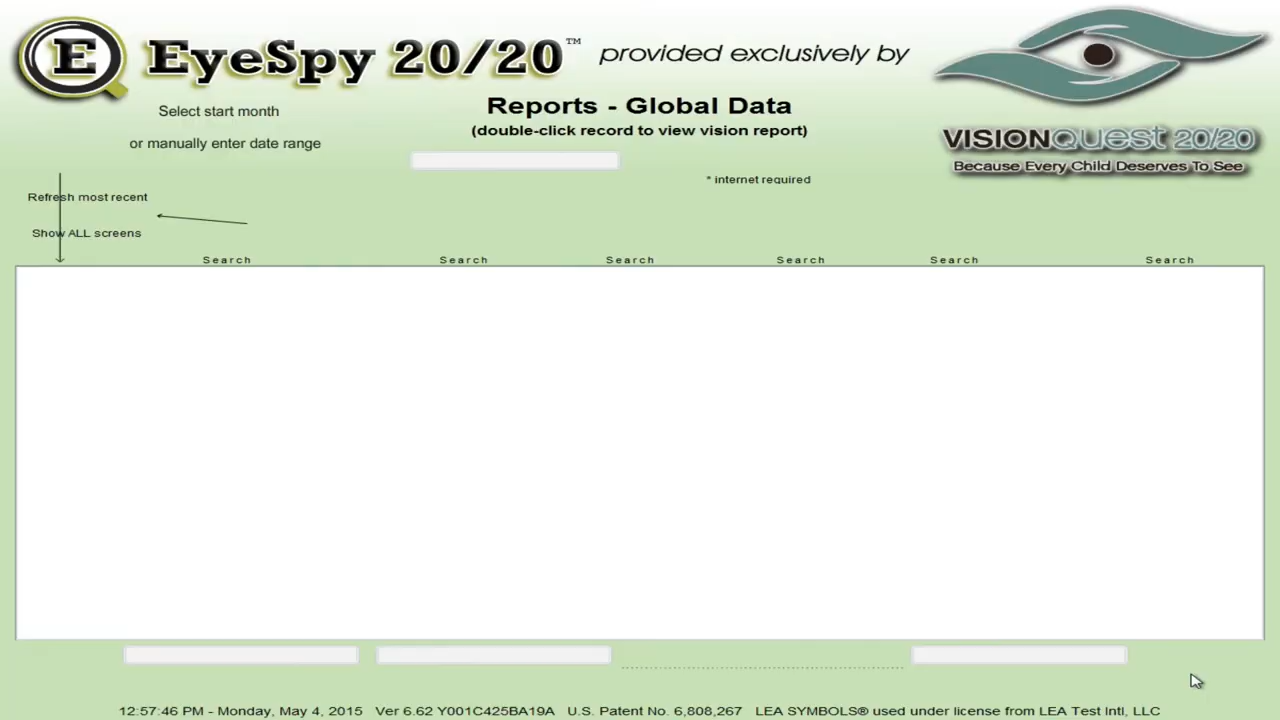 E EyeSpy 20/20™ provided exclusively by
VISIONQUEST 20/20
Because Every Child Deserves To See
Select start month
or manually enter date range
Reports - Global Data
(double-click record to view vision report)
* internet required
Refresh most recent
Show ALL screens
Search Search Search Search Search Search
12:57:46 PM - Monday, May 4, 2015 Ver 6.62 Y001C425BA19A U.S. Patent No. 6,808,267 LEA SYMBOLS® used under license from LEA Test Intl, LLC